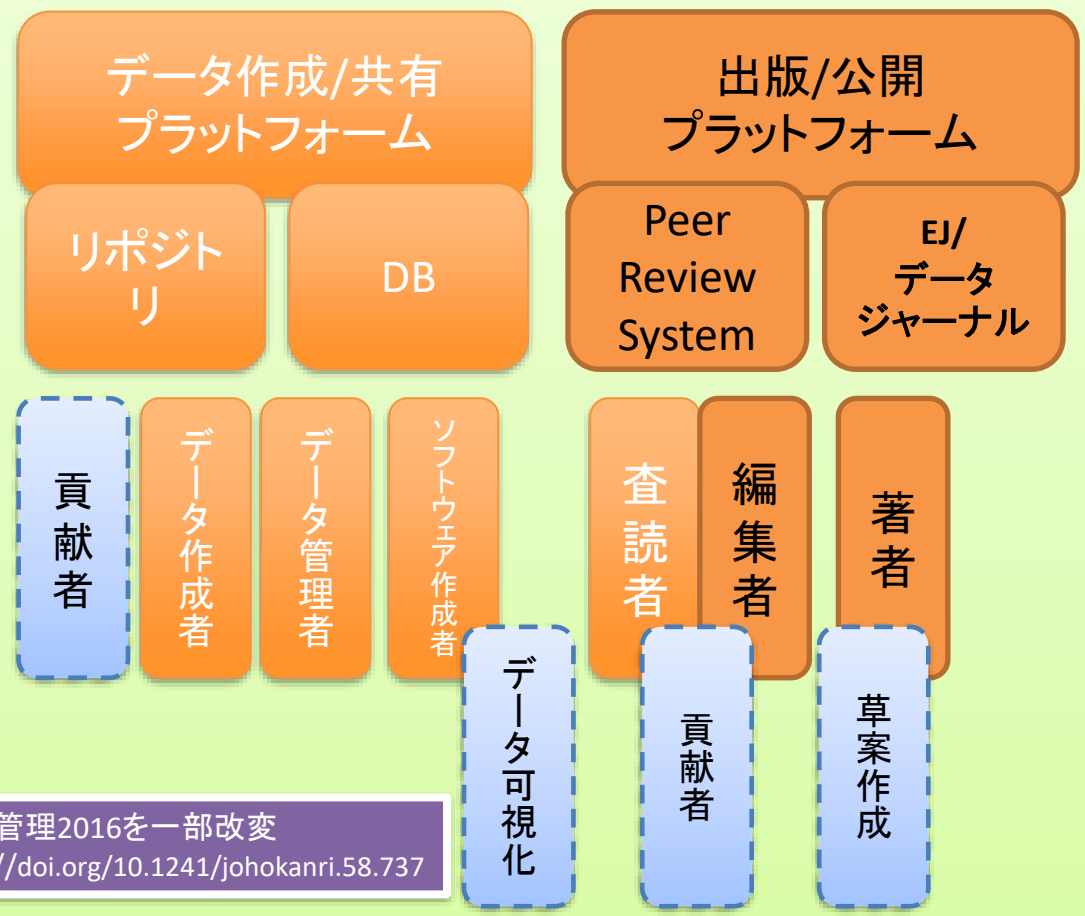 データ作成/共有
プラットフォーム
出版/公開
プラットフォーム
リポジト
リ
DB
Peer
Review
System
EJ/
データ
ジャーナル
貢献者
データ作成者
データ管理者
ソフトウェア作成者
査読者
編集者
著者
データ可視化
貢献者
草案作成
管理2016を一部改変
//doi.org/10.1241/johokanri.58.737